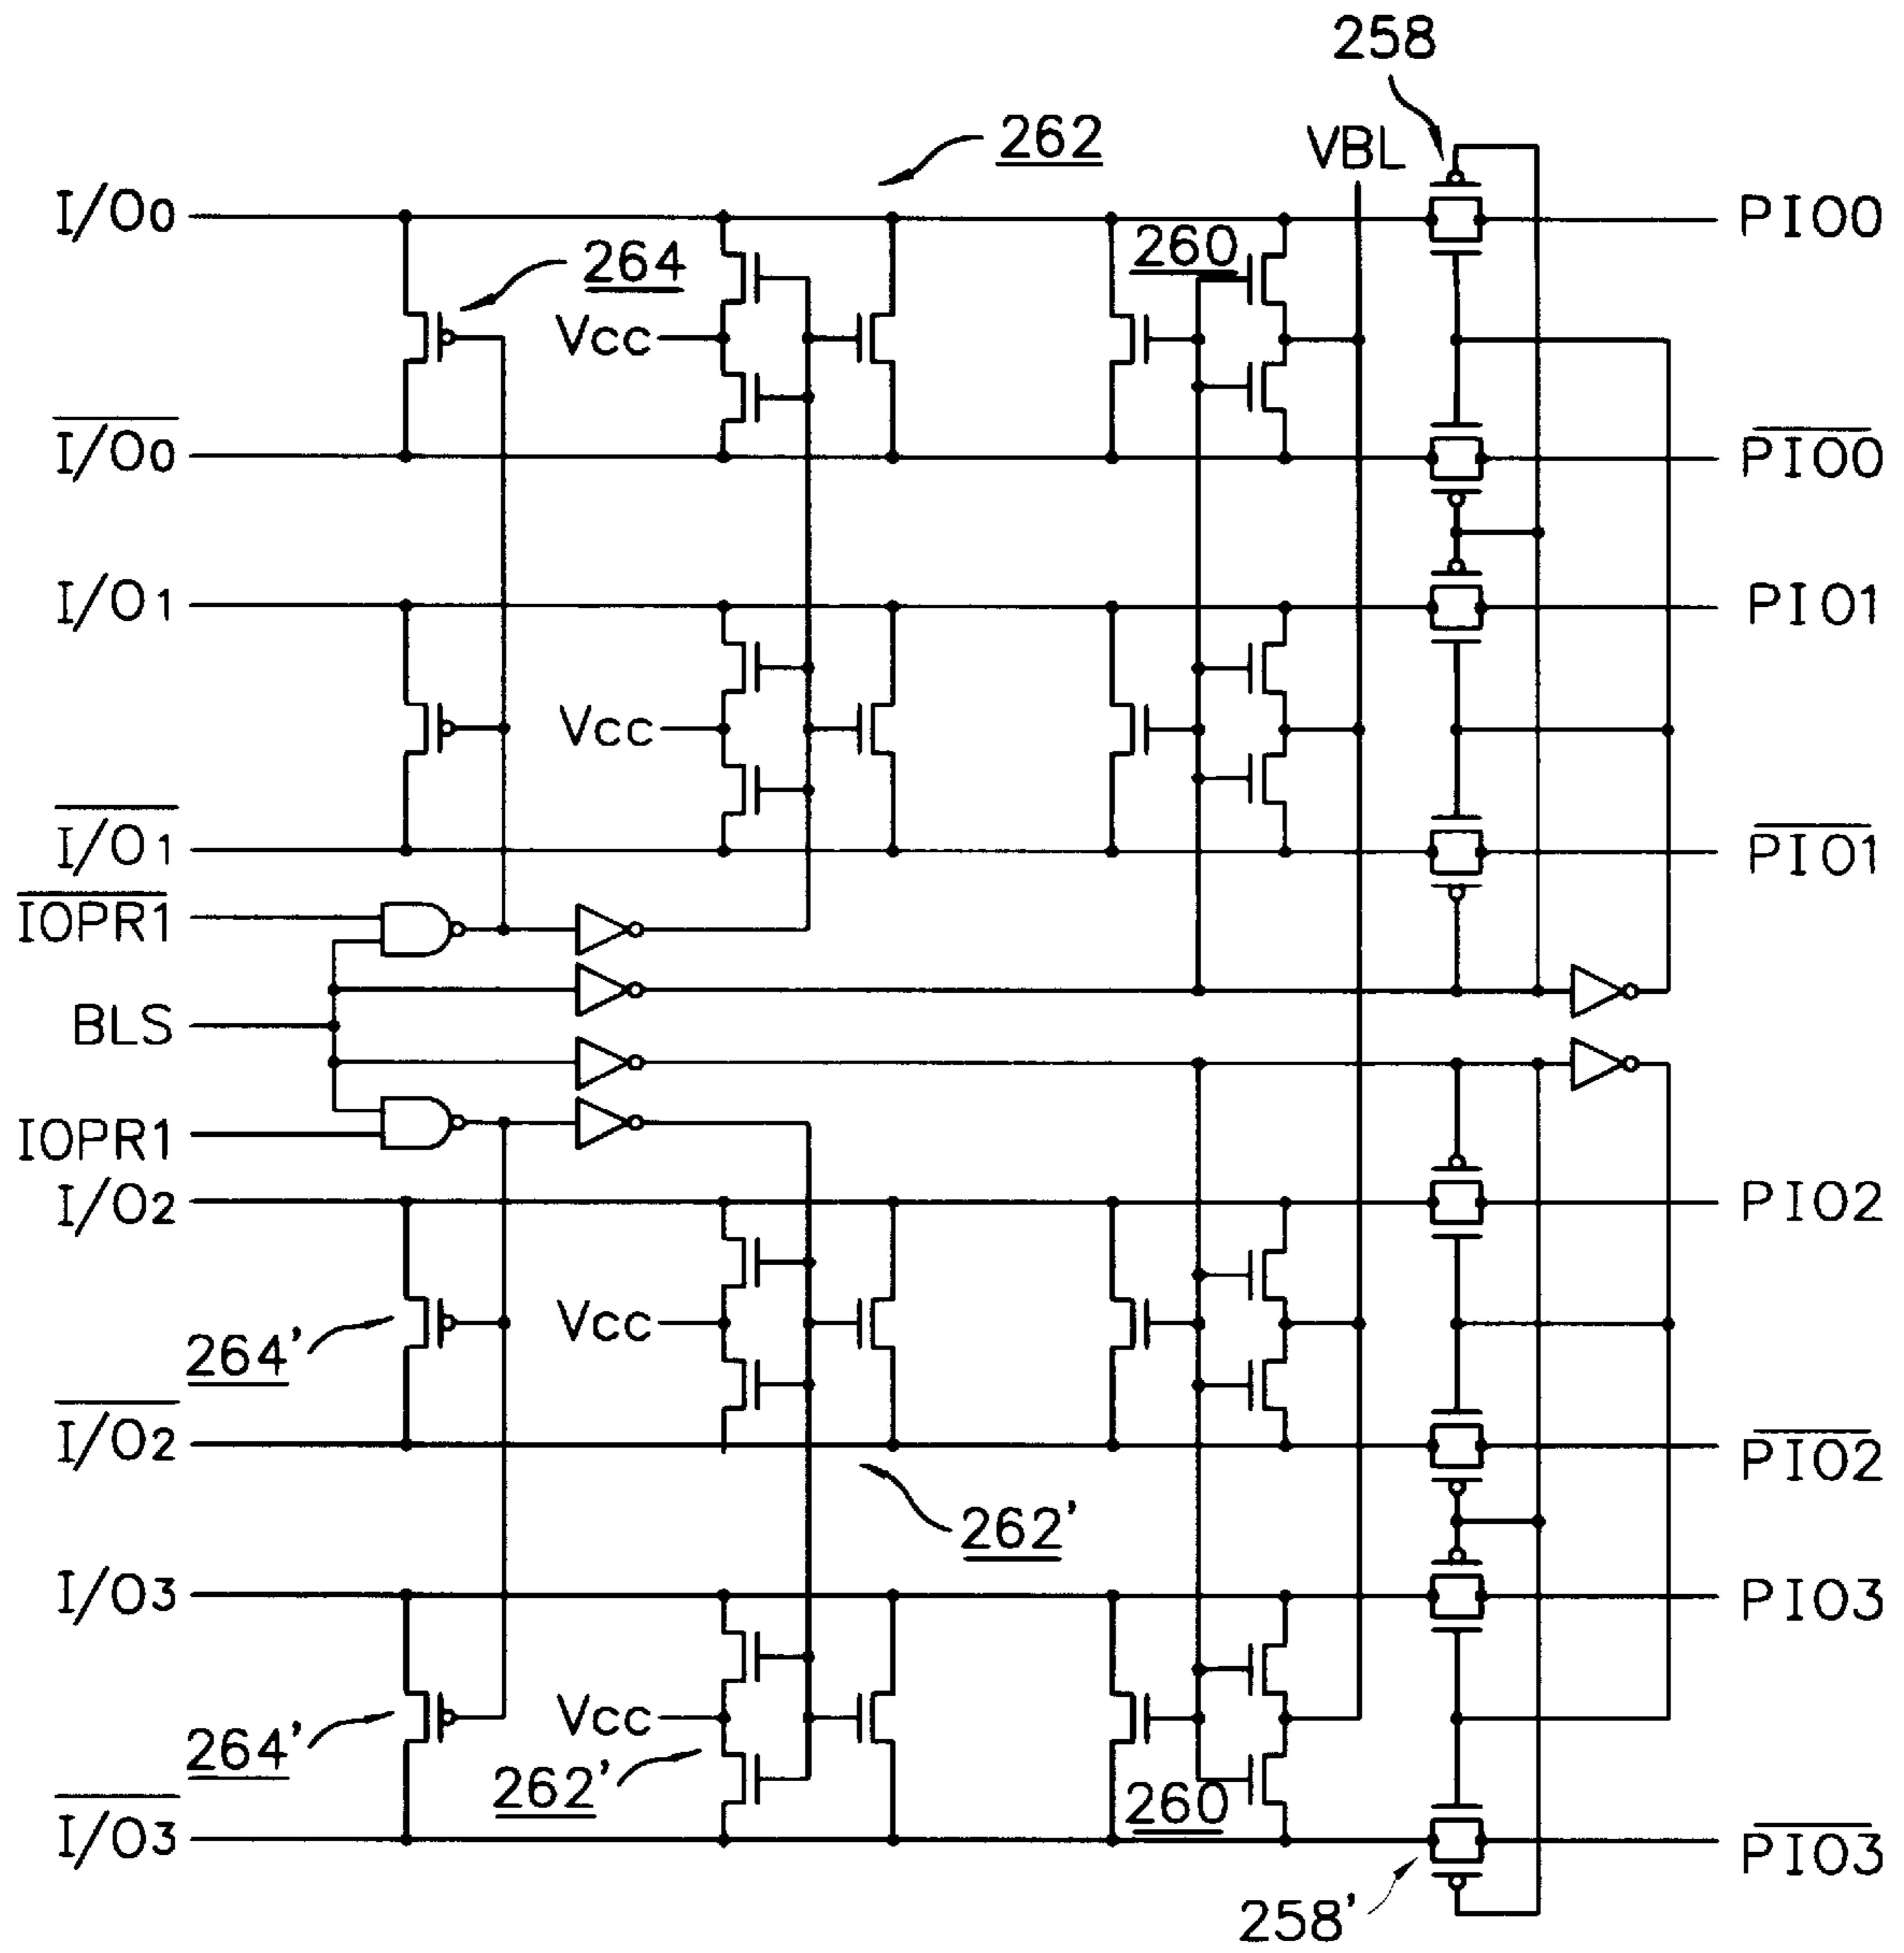 258
262
VBL
I/O0
PIO0
264
260
Vcc
I/O0
PIO0
I/O1
PIO1
Vcc
I/O1
PIO1
IOPR1
BLS
IOPR1
I/O2
PIO2
Vcc
264'
I/O2
PIO2
262'
I/O3
PIO3
Vcc
264'
262'
260
I/O3
PIO3
258'